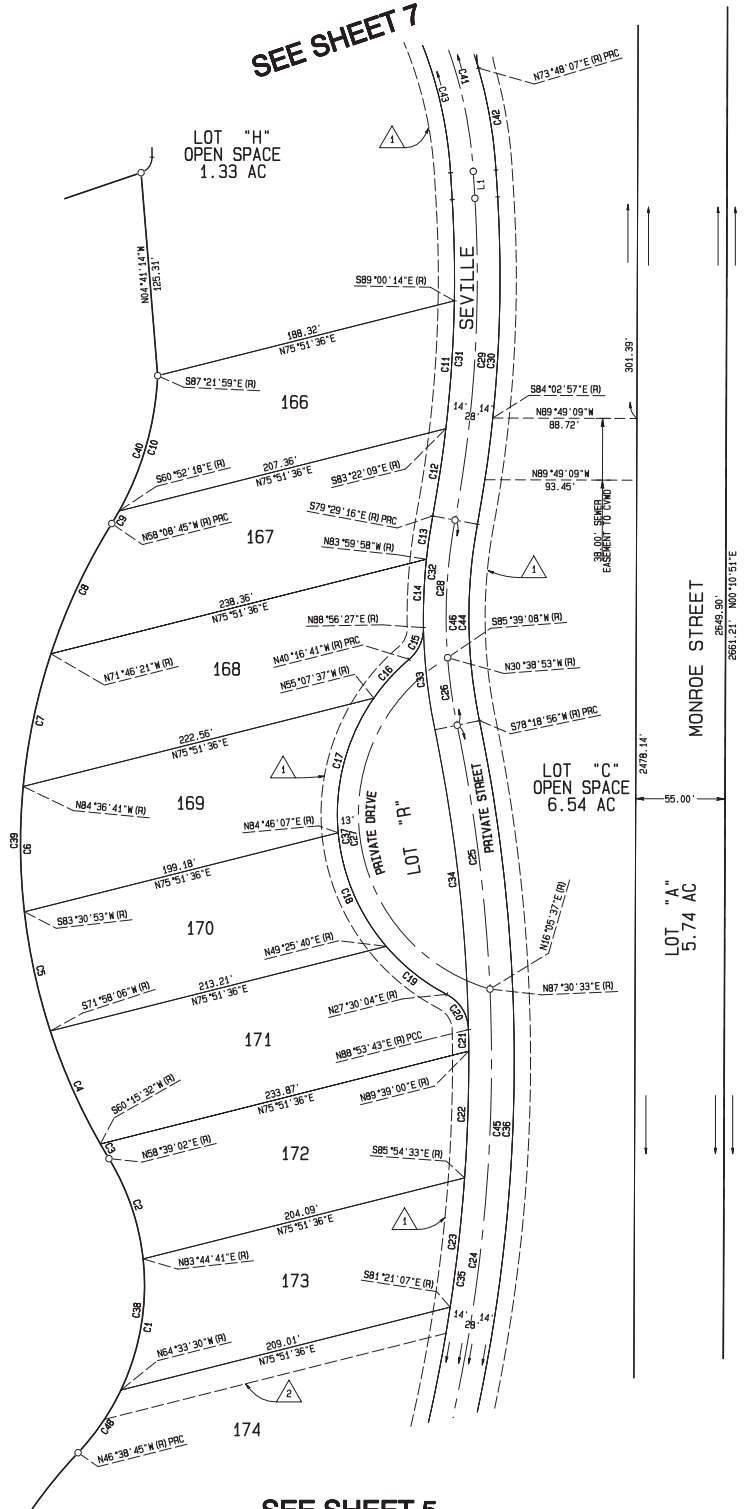 SEE SHEET 7
N73°48'07"E (R) PRC
C41
C43
C42
1
LOT "H"
OPEN SPACE
1.33 AC
L1
N04°41'14"W
125.31'
S89°00'14"E (R)
SEVILLE
188.32'
N75°51'36"E
301.39'
C11
C31
C29
C30
S87°21'59"E (R)
166
S84°02'57"E (R)
14'
28'
14'
N89°49'09"W
88.72'
C40
C10
S60°52'18"E (R)
207.36'
N75°51'36"E
S83°22'09"E (R)
C12
N89°49'09"W
93.45'
C9
N58°08'45"W (R) PRC
167
S79°29'16"E (R) PRC
C13
38.00' SEWER
EASEMENT TO CVWD
N83°59'58"W (R)
C32
C8
C28
1
238.36'
N75°51'36"E
C14
N88°56'27"E (R)
C46
C44
S85°39'08"W (R)
MONROE STREET
2649.90'
2661.21' N00°10'51"E
N71°46'21"W (R)
168
N40°16'41"W (R) PRC
C15
N30°38'53"W (R)
N55°07'37"W (R)
C16
C33
C26
C7
222.56'
N75°51'36"E
S78°18'56"W (R) PRC
1
C17
LOT "C"
OPEN SPACE
6.54 AC
2478.14'
55.00'
N84°36'41"W (R)
169
N84°46'07"W (R)
13'
C37
C27
PRIVATE DRIVE
LOT "R"
PRIVATE STREET
C25
C39
C6
199.18'
N75°51'36"E
C34
C18
N16°05'37"E (R)
LOT "A"
5.74 AC
S83°30'53"W (R)
170
N49°25'40"E (R)
C5
C19
N87°30'33"E (R)
S71°58'06"W (R)
213.21'
N75°51'36"E
N27°30'04"E (R)
C20
171
N88°53'43"E (R) PCC
C21
C4
S60°15'32"W (R)
233.87'
N75°51'36"E
N89°39'00"E (R)
C22
C45
C36
C3
N58°39'02"E (R)
172
S85°54'33"E (R)
C2
204.09'
N75°51'36"E
1
C23
C24
N83°44'41"E (R)
173
S81°21'07"E (R)
C35
C38
C1
14'
28'
14'
N64°33'30"W (R)
209.01'
N75°51'36"E
2
C48
174
N46°38'45"W (R) PRC
SEE SHEET 5